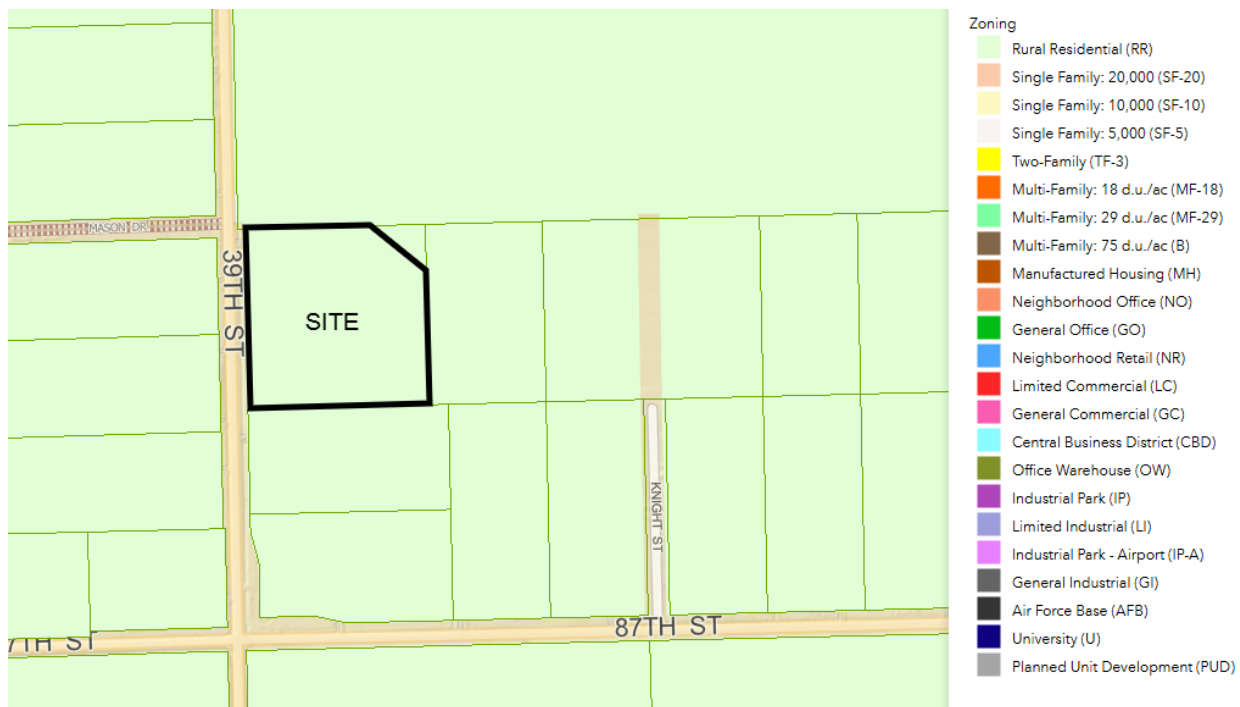 MASON DR
39TH ST
SITE
KNIGHT ST
87TH ST
7TH ST
Zoning
Rural Residential (RR)
Single Family: 20,000 (SF-20)
Single Family: 10,000 (SF-10)
Single Family: 5,000 (SF-5)
Two-Family (TF-3)
Multi-Family: 18 d.u./ac (MF-18)
Multi-Family: 29 d.u./ac (MF-29)
Multi-Family: 75 d.u./ac (B)
Manufactured Housing (MH)
Neighborhood Office (NO)
General Office (GO)
Neighborhood Retail (NR)
Limited Commercial (LC)
General Commercial (GC)
Central Business District (CBD)
Office Warehouse (OW)
Industrial Park (IP)
Limited Industrial (LI)
Industrial Park - Airport (IP-A)
General Industrial (GI)
Air Force Base (AFB)
University (U)
Planned Unit Development (PUD)